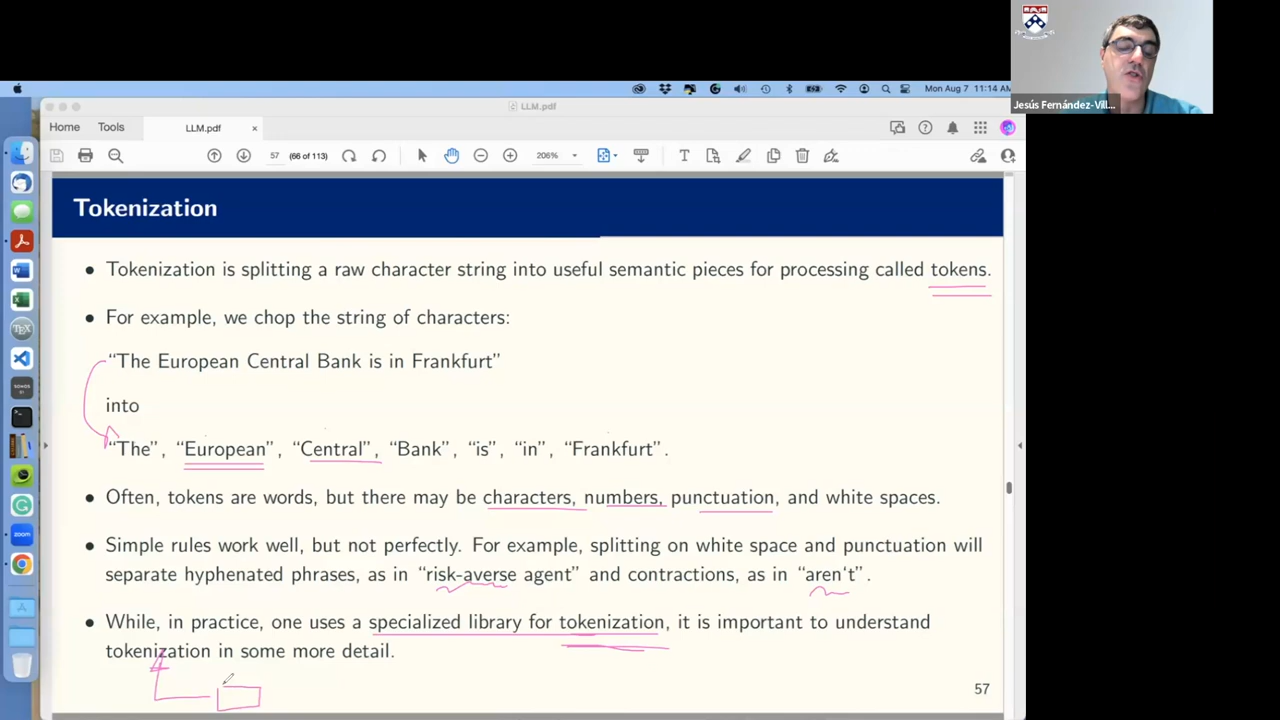 Mon Aug 7 11:14 AM
Jesús Fernández-Vill...
LLM.pdf
Home Tools LLM.pdf ×
57 (66 of 113) 206%
Tokenization
• Tokenization is splitting a raw character string into useful semantic pieces for processing called tokens.
• For example, we chop the string of characters:
“The European Central Bank is in Frankfurt”
into
“The”, “European”, “Central”, “Bank”, “is”, “in”, “Frankfurt”.
• Often, tokens are words, but there may be characters, numbers, punctuation, and white spaces.
• Simple rules work well, but not perfectly. For example, splitting on white space and punctuation will
separate hyphenated phrases, as in “risk-averse agent” and contractions, as in “aren‘t”.
• While, in practice, one uses a specialized library for tokenization, it is important to understand
tokenization in some more detail.
57
zoom